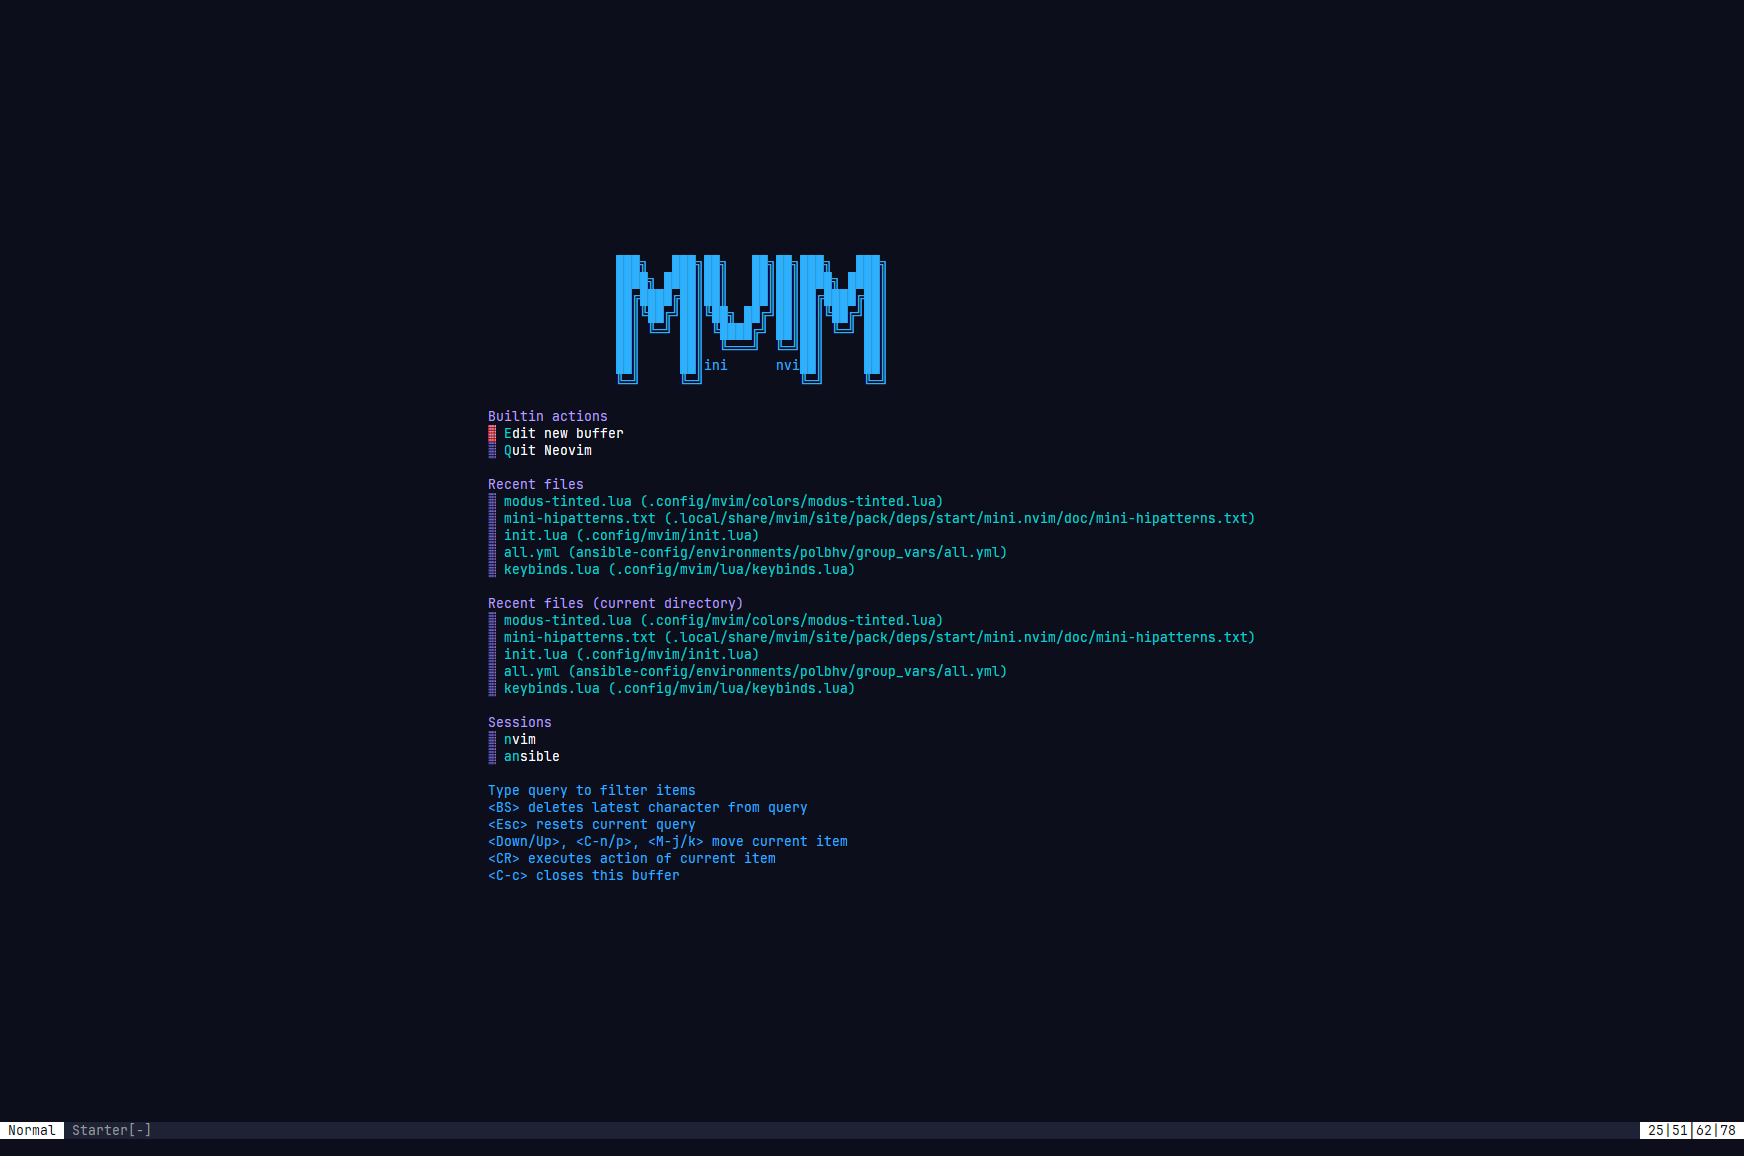 MVIM
ini nvi
Builtin actions
Edit new buffer
Quit Neovim
Recent files
modus-tinted.lua (.config/mvim/colors/modus-tinted.lua)
mini-hipatterns.txt (.local/share/mvim/site/pack/deps/start/mini.nvim/doc/mini-hipatterns.txt)
init.lua (.config/mvim/init.lua)
all.yml (ansible-config/environments/polbhv/group_vars/all.yml)
keybinds.lua (.config/mvim/lua/keybinds.lua)
Recent files (current directory)
modus-tinted.lua (.config/mvim/colors/modus-tinted.lua)
mini-hipatterns.txt (.local/share/mvim/site/pack/deps/start/mini.nvim/doc/mini-hipatterns.txt)
init.lua (.config/mvim/init.lua)
all.yml (ansible-config/environments/polbhv/group_vars/all.yml)
keybinds.lua (.config/mvim/lua/keybinds.lua)
Sessions
nvim
ansible
Type query to filter items
<BS> deletes latest character from query
<Esc> resets current query
<Down/Up>, <C-n/p>, <M-j/k> move current item
<CR> executes action of current item
<C-c> closes this buffer
Normal Starter[-] 25|51|62|78